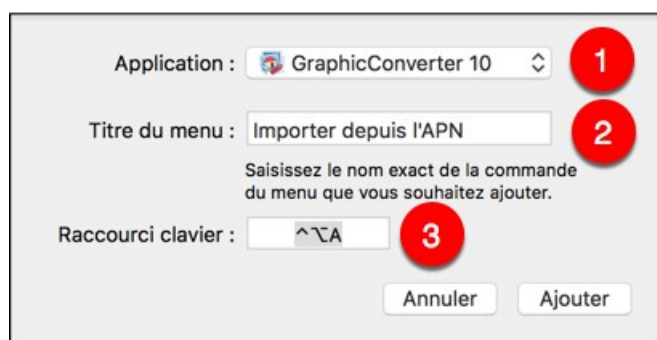 Application : GraphicConverter 10 1
Titre du menu : Importer depuis l'APN 2
Saisissez le nom exact de la commande
du menu que vous souhaitez ajouter.
Raccourci clavier : ^⌥A 3
Annuler Ajouter